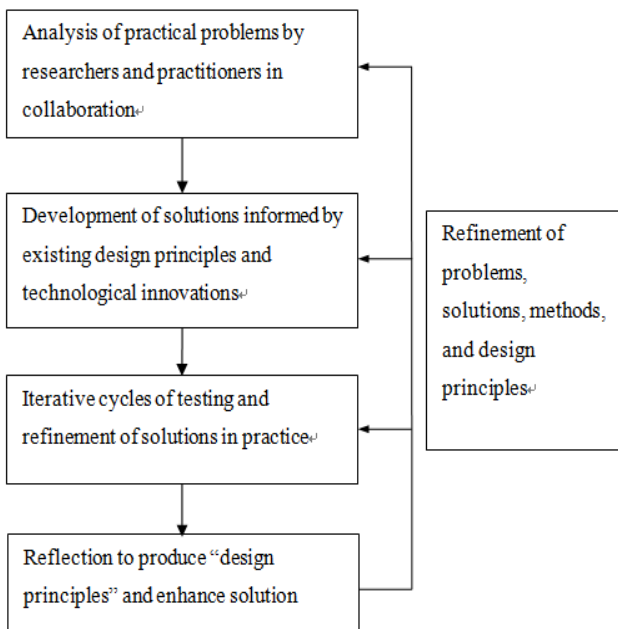 Analysis of practical problems by
researchers and practitioners in
collaboration↵
Development of solutions informed by
existing design principles and
technological innovations↵
Iterative cycles of testing and
refinement of solutions in practice↵
Reflection to produce “design
principles” and enhance solution
Refinement of
problems,
solutions, methods,
and design
principles↵